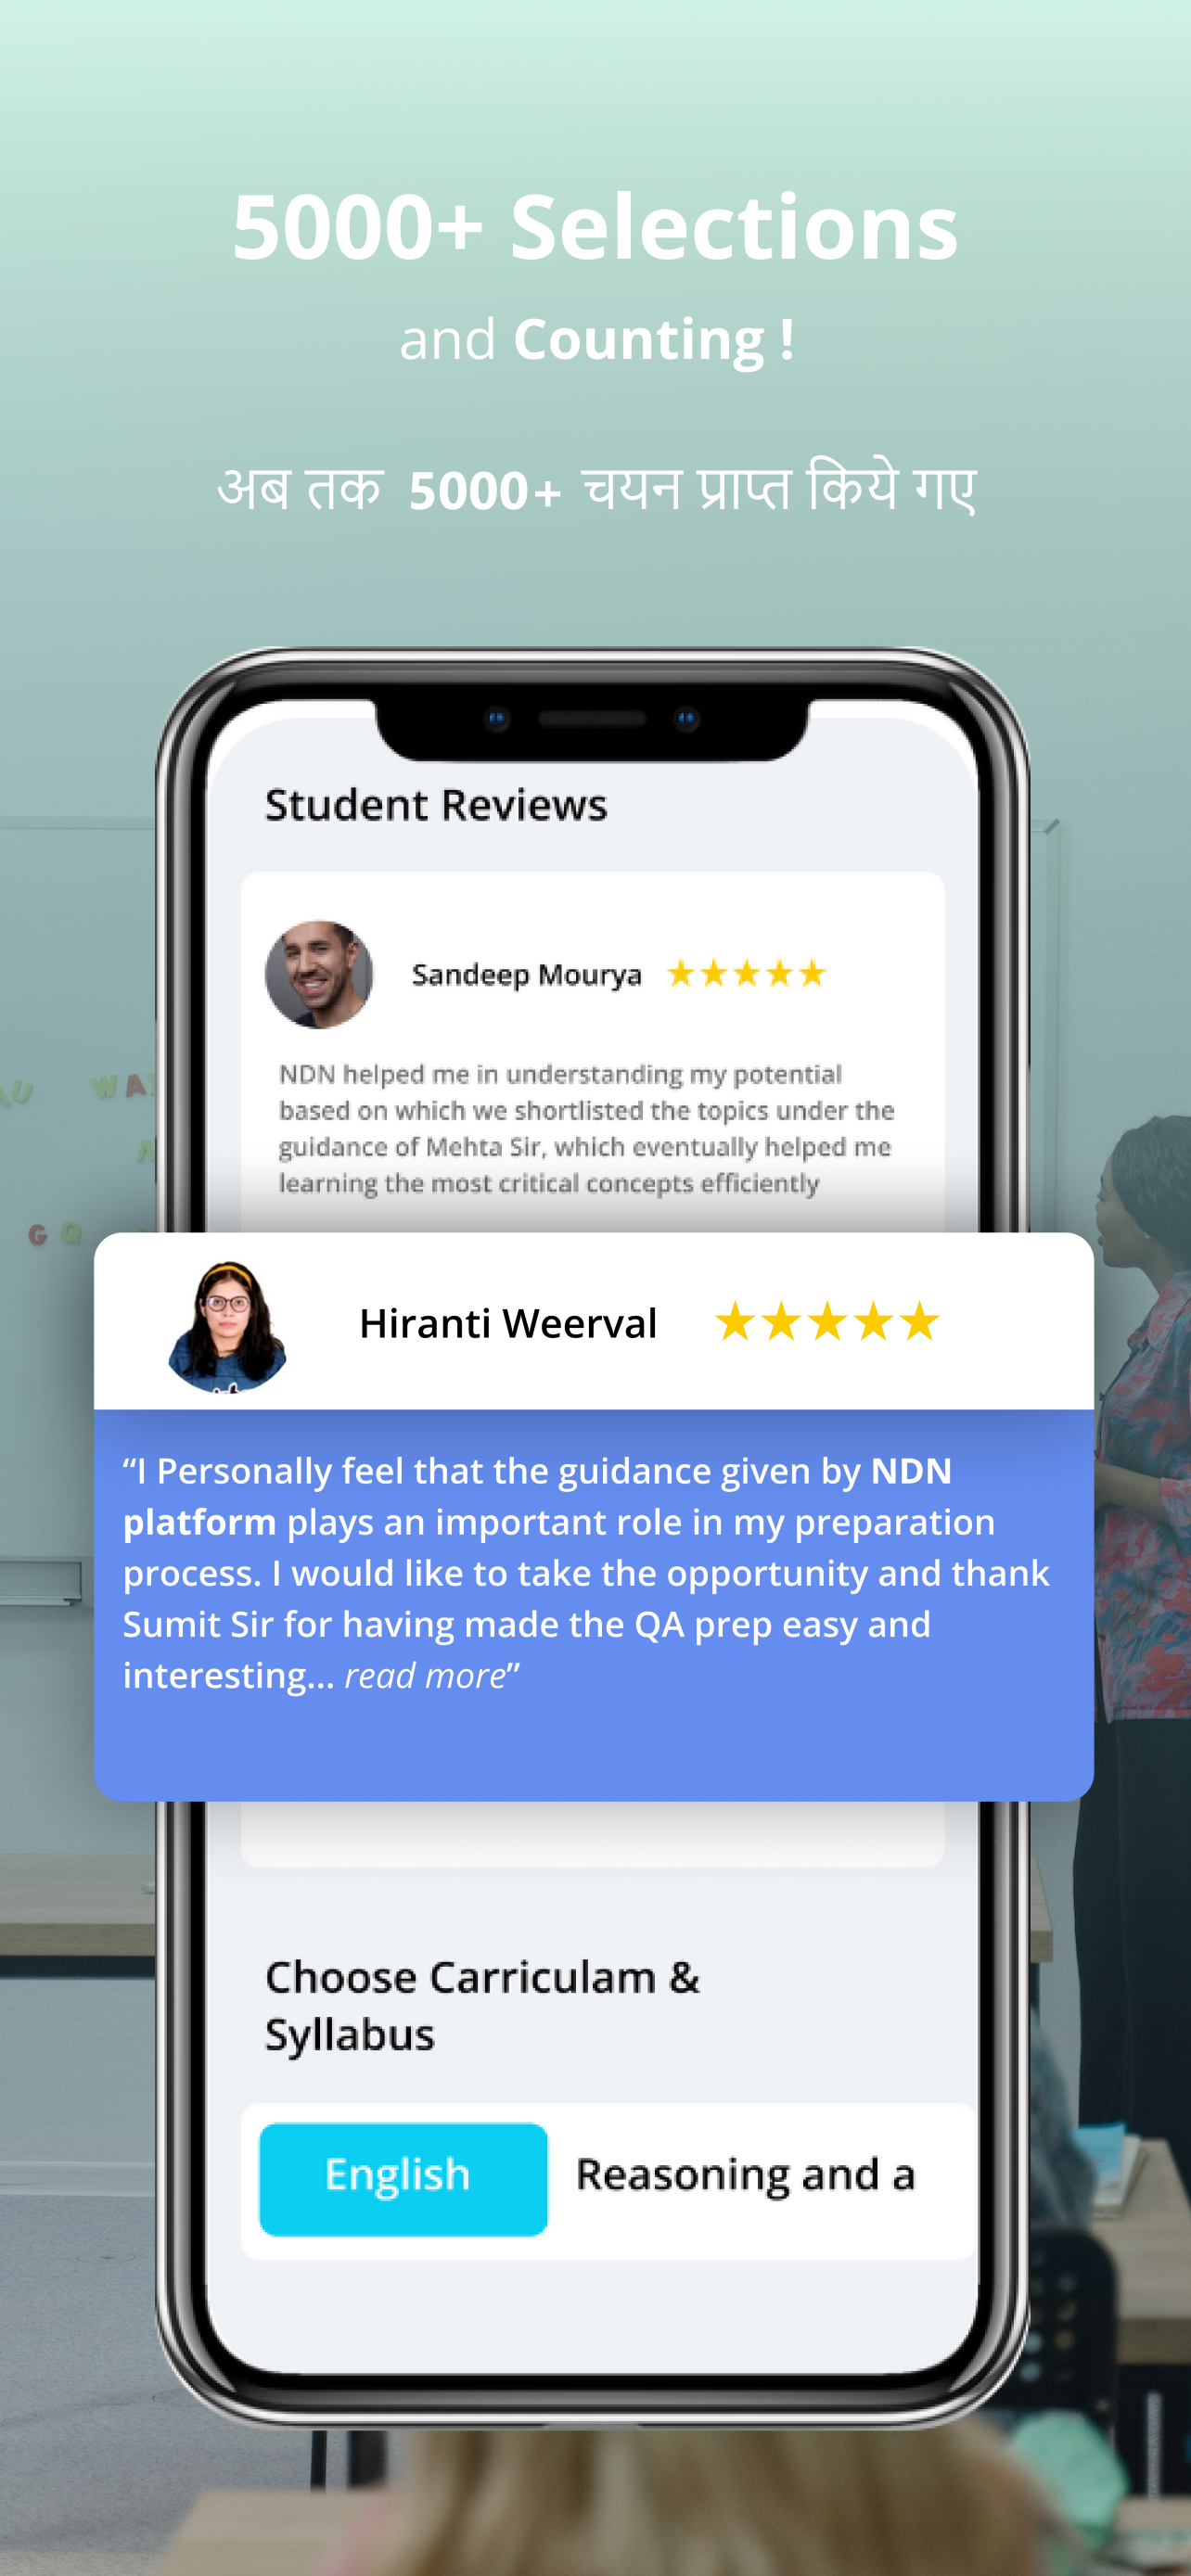 5000+ Selections
and Counting !
अब तक 5000+ चयन प्राप्त किये गए
Student Reviews
Sandeep Mourya
NDN helped me in understanding my potential
based on which we shortlisted the topics under the
guidance of Mehta Sir, which eventually helped me
learning the most critical concepts efficiently
Hiranti Weerval
“I Personally feel that the guidance given by NDN
platform plays an important role in my preparation
process. I would like to take the opportunity and thank
Sumit Sir for having made the QA prep easy and
interesting... read more”
Choose Carriculam &
Syllabus
English
Reasoning and a
G Q